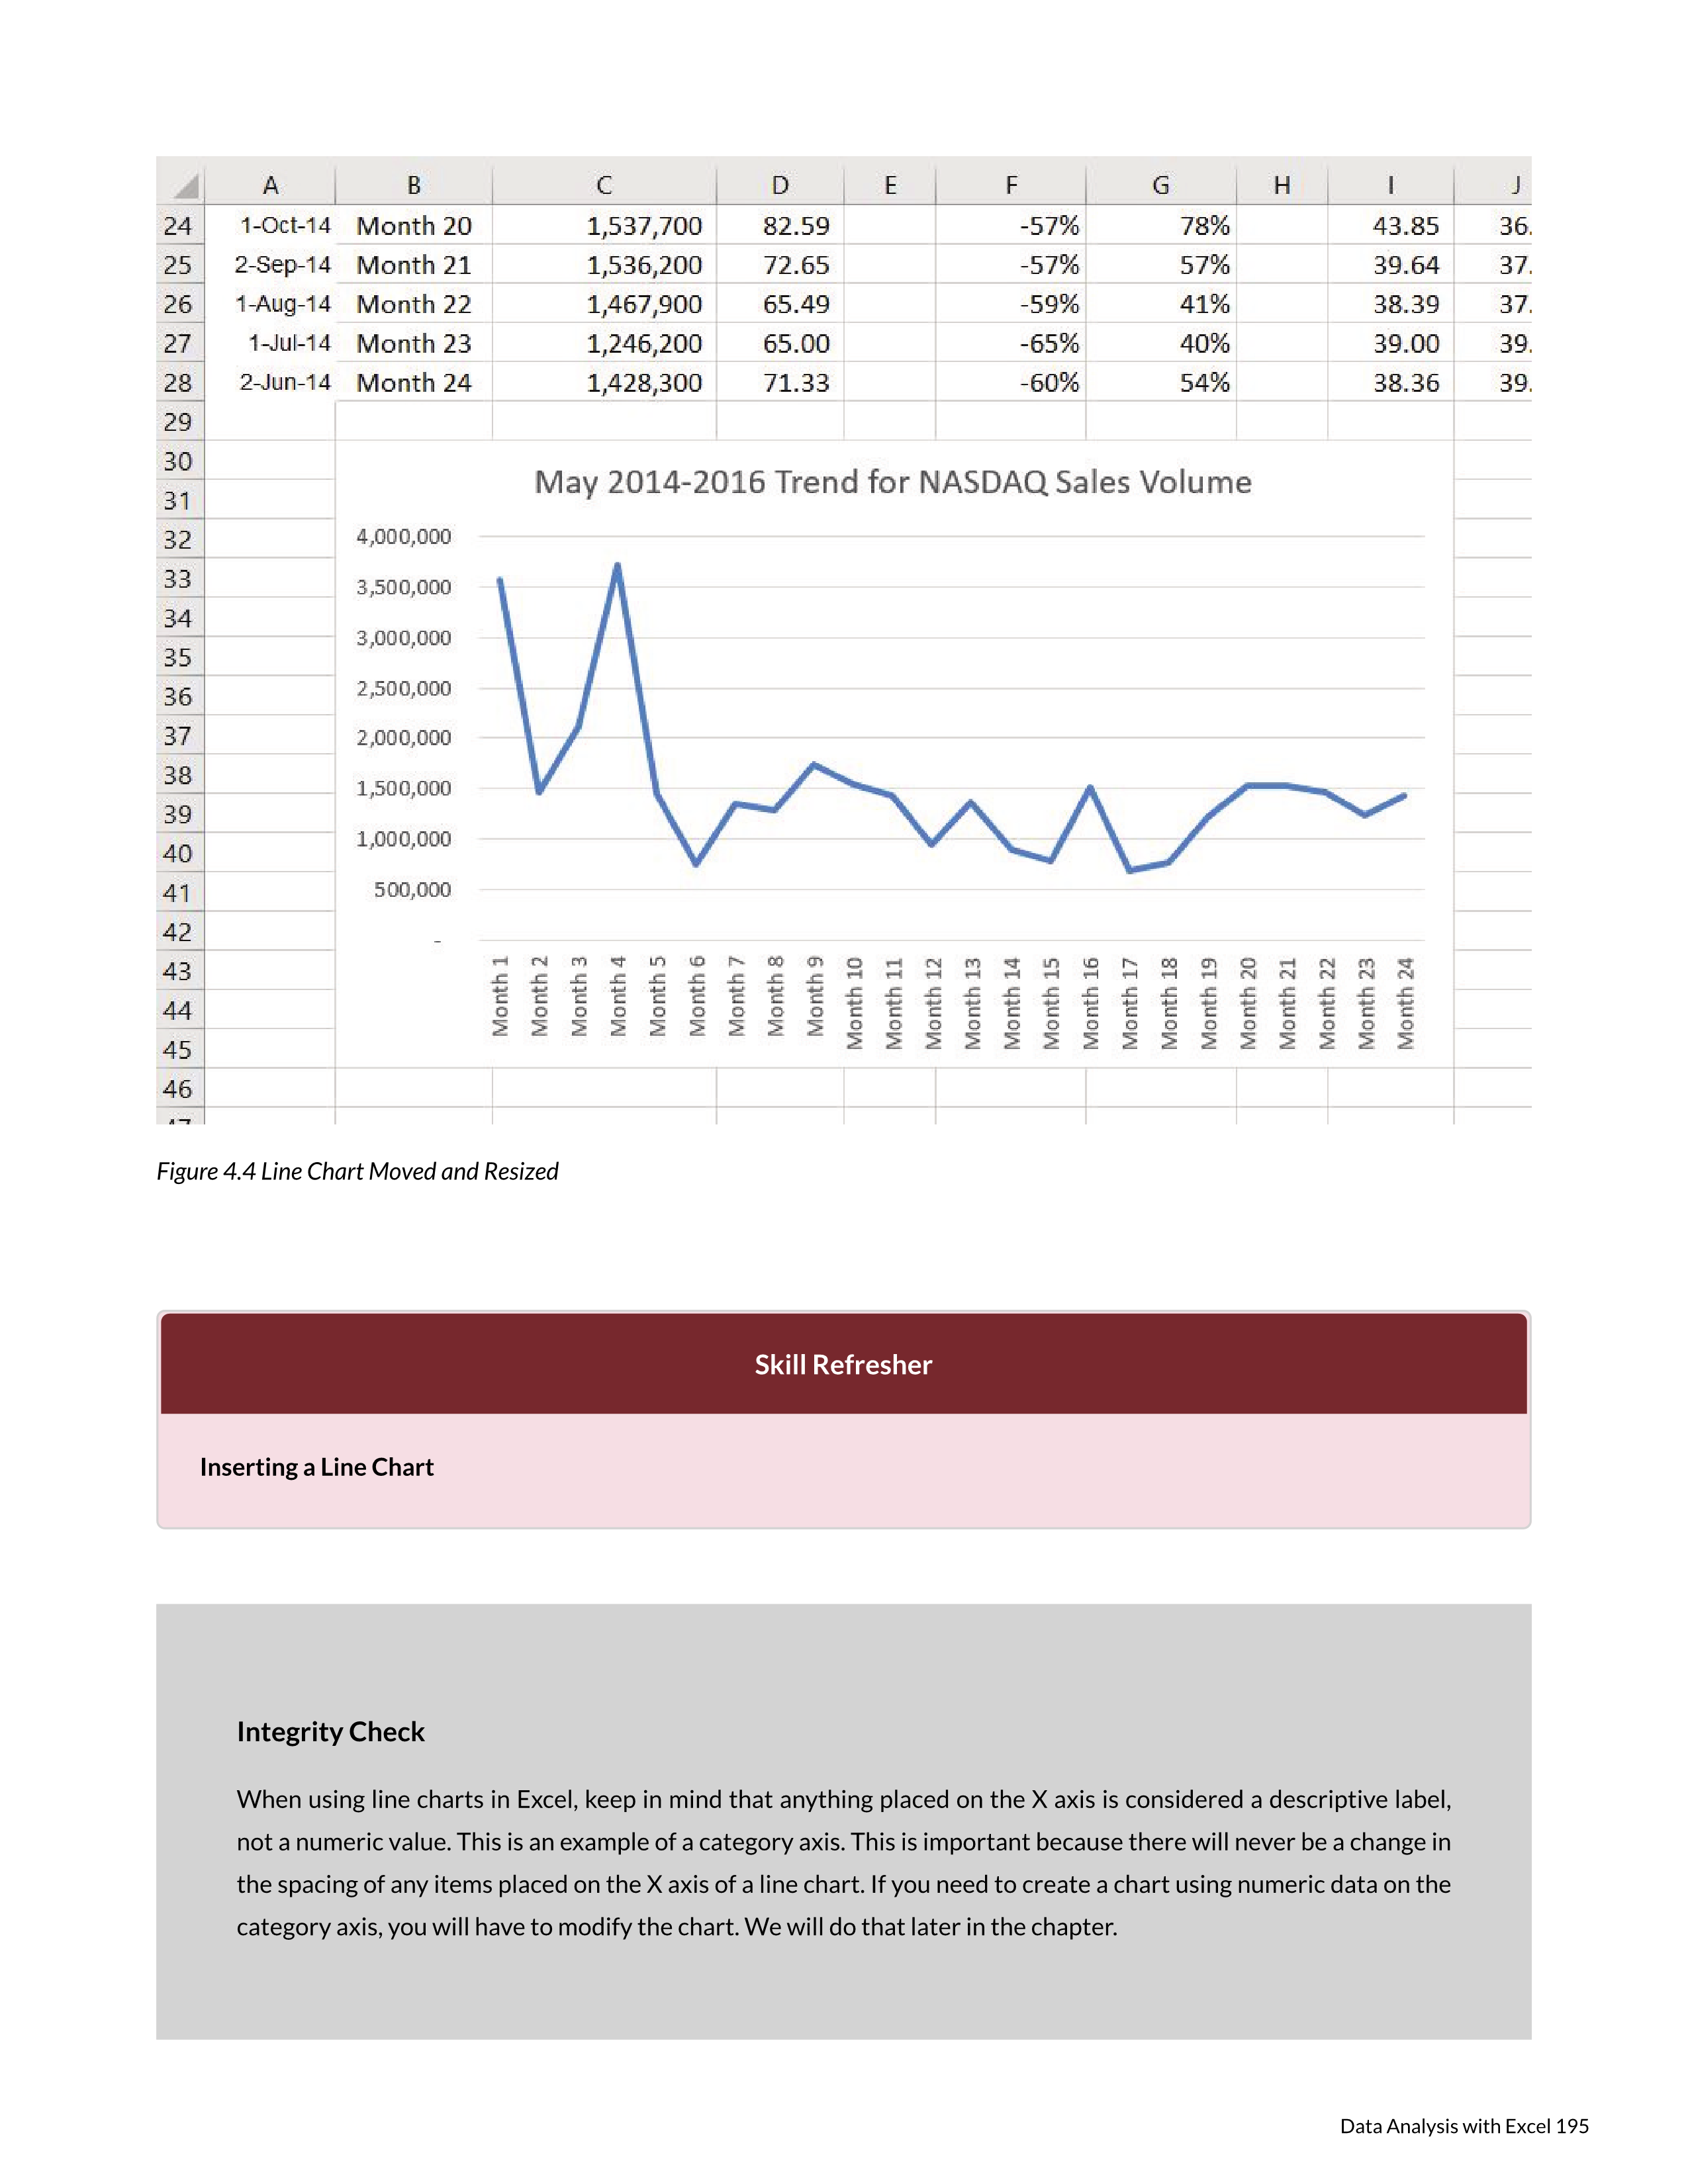 A B C D E F G H I J
24 1-Oct-14 Month 20 1,537,700 82.59 -57% 78% 43.85 36.
25 2-Sep-14 Month 21 1,536,200 72.65 -57% 57% 39.64 37.
26 1-Aug-14 Month 22 1,467,900 65.49 -59% 41% 38.39 37.
27 1-Jul-14 Month 23 1,246,200 65.00 -65% 40% 39.00 39.
28 2-Jun-14 Month 24 1,428,300 71.33 -60% 54% 38.36 39.
29
30
31
32
33
34
35
36
37
38
39
40
41
42
43
44
45
46
47
May 2014-2016 Trend for NASDAQ Sales Volume
4,000,000
3,500,000
3,000,000
2,500,000
2,000,000
1,500,000
1,000,000
500,000
-
Month 1
Month 2
Month 3
Month 4
Month 5
Month 6
Month 7
Month 8
Month 9
Month 10
Month 11
Month 12
Month 13
Month 14
Month 15
Month 16
Month 17
Month 18
Month 19
Month 20
Month 21
Month 22
Month 23
Month 24
Figure 4.4 Line Chart Moved and Resized
Skill Refresher
Inserting a Line Chart
Integrity Check
When using line charts in Excel, keep in mind that anything placed on the X axis is considered a descriptive label,
not a numeric value. This is an example of a category axis. This is important because there will never be a change in
the spacing of any items placed on the X axis of a line chart. If you need to create a chart using numeric data on the
category axis, you will have to modify the chart. We will do that later in the chapter.
Data Analysis with Excel 195